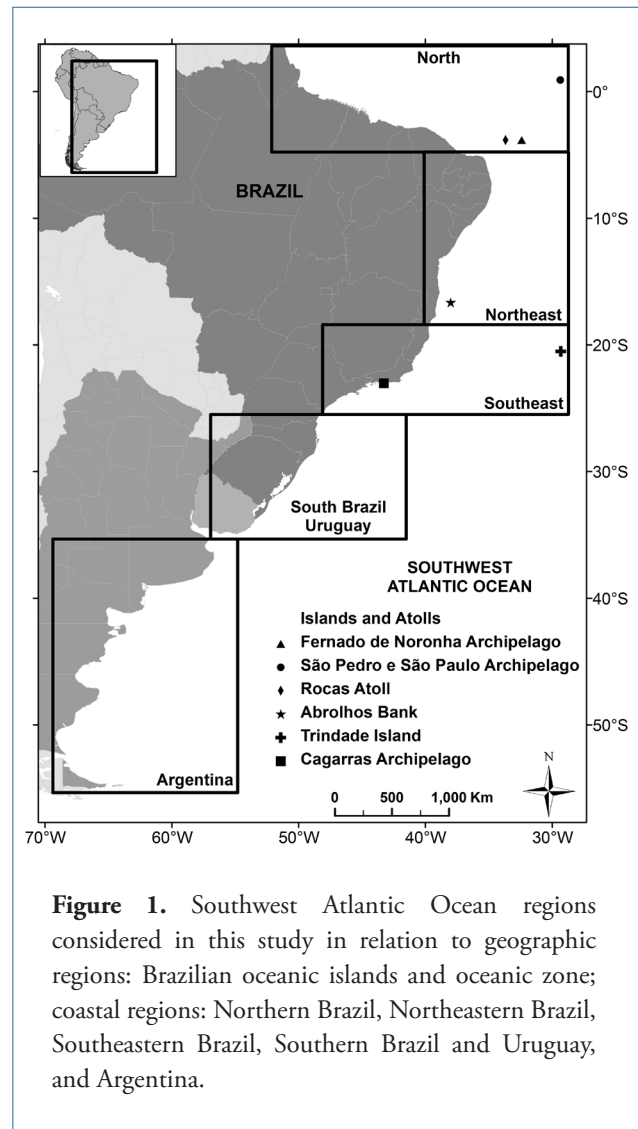 North
0°
BRAZIL
10°S
Northeast
20°S
Southeast
30°S
South Brazil
Uruguay
SOUTHWEST
ATLANTIC OCEAN
40°S
Islands and Atolls
Fernado de Noronha Archipelago
São Pedro e São Paulo Archipelago
Rocas Atoll
Abrolhos Bank
50°S
Trindade Island
Cagarras Archipelago
Argentina
N
0 500 1,000 Km
70°W 60°W 50°W 40°W 30°W
Figure 1. Southwest Atlantic Ocean regions
considered in this study in relation to geographic
regions: Brazilian oceanic islands and oceanic zone;
coastal regions: Northern Brazil, Northeastern Brazil,
Southeastern Brazil, Southern Brazil and Uruguay,
and Argentina.